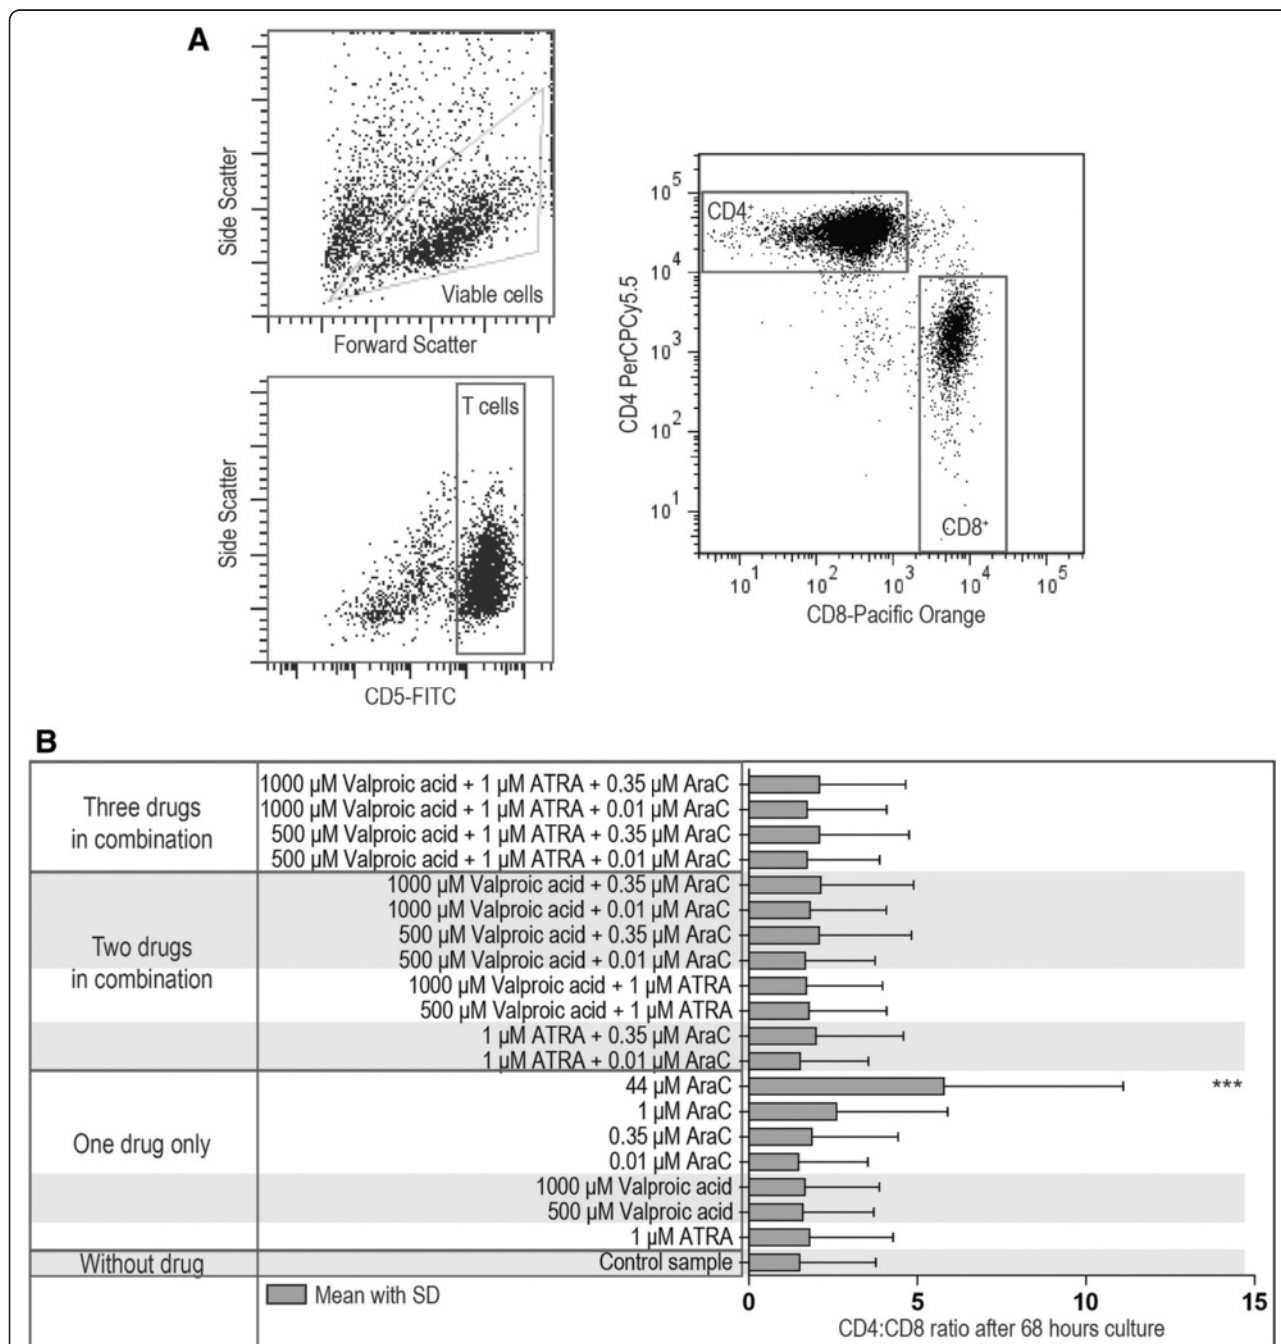 A
Side Scatter
Viable cells
Forward Scatter
T cells
Side Scatter
CD5-FITC
CD4⁺
CD8⁺
CD4 PerCPCy5.5
10⁵
10⁴
10³
10²
10¹
10¹ 10² 10³ 10⁴ 10⁵
CD8-Pacific Orange
B
Three drugs
in combination
1000 µM Valproic acid + 1 µM ATRA + 0.35 µM AraC
1000 µM Valproic acid + 1 µM ATRA + 0.01 µM AraC
500 µM Valproic acid + 1 µM ATRA + 0.35 µM AraC
500 µM Valproic acid + 1 µM ATRA + 0.01 µM AraC
Two drugs
in combination
1000 µM Valproic acid + 0.35 µM AraC
1000 µM Valproic acid + 0.01 µM AraC
500 µM Valproic acid + 0.35 µM AraC
500 µM Valproic acid + 0.01 µM AraC
1000 µM Valproic acid + 1 µM ATRA
500 µM Valproic acid + 1 µM ATRA
1 µM ATRA + 0.35 µM AraC
1 µM ATRA + 0.01 µM AraC
One drug only
44 µM AraC
***
1 µM AraC
0.35 µM AraC
0.01 µM AraC
1000 µM Valproic acid
500 µM Valproic acid
1 µM ATRA
Without drug
Control sample
Mean with SD
0 5 10 15
CD4:CD8 ratio after 68 hours culture